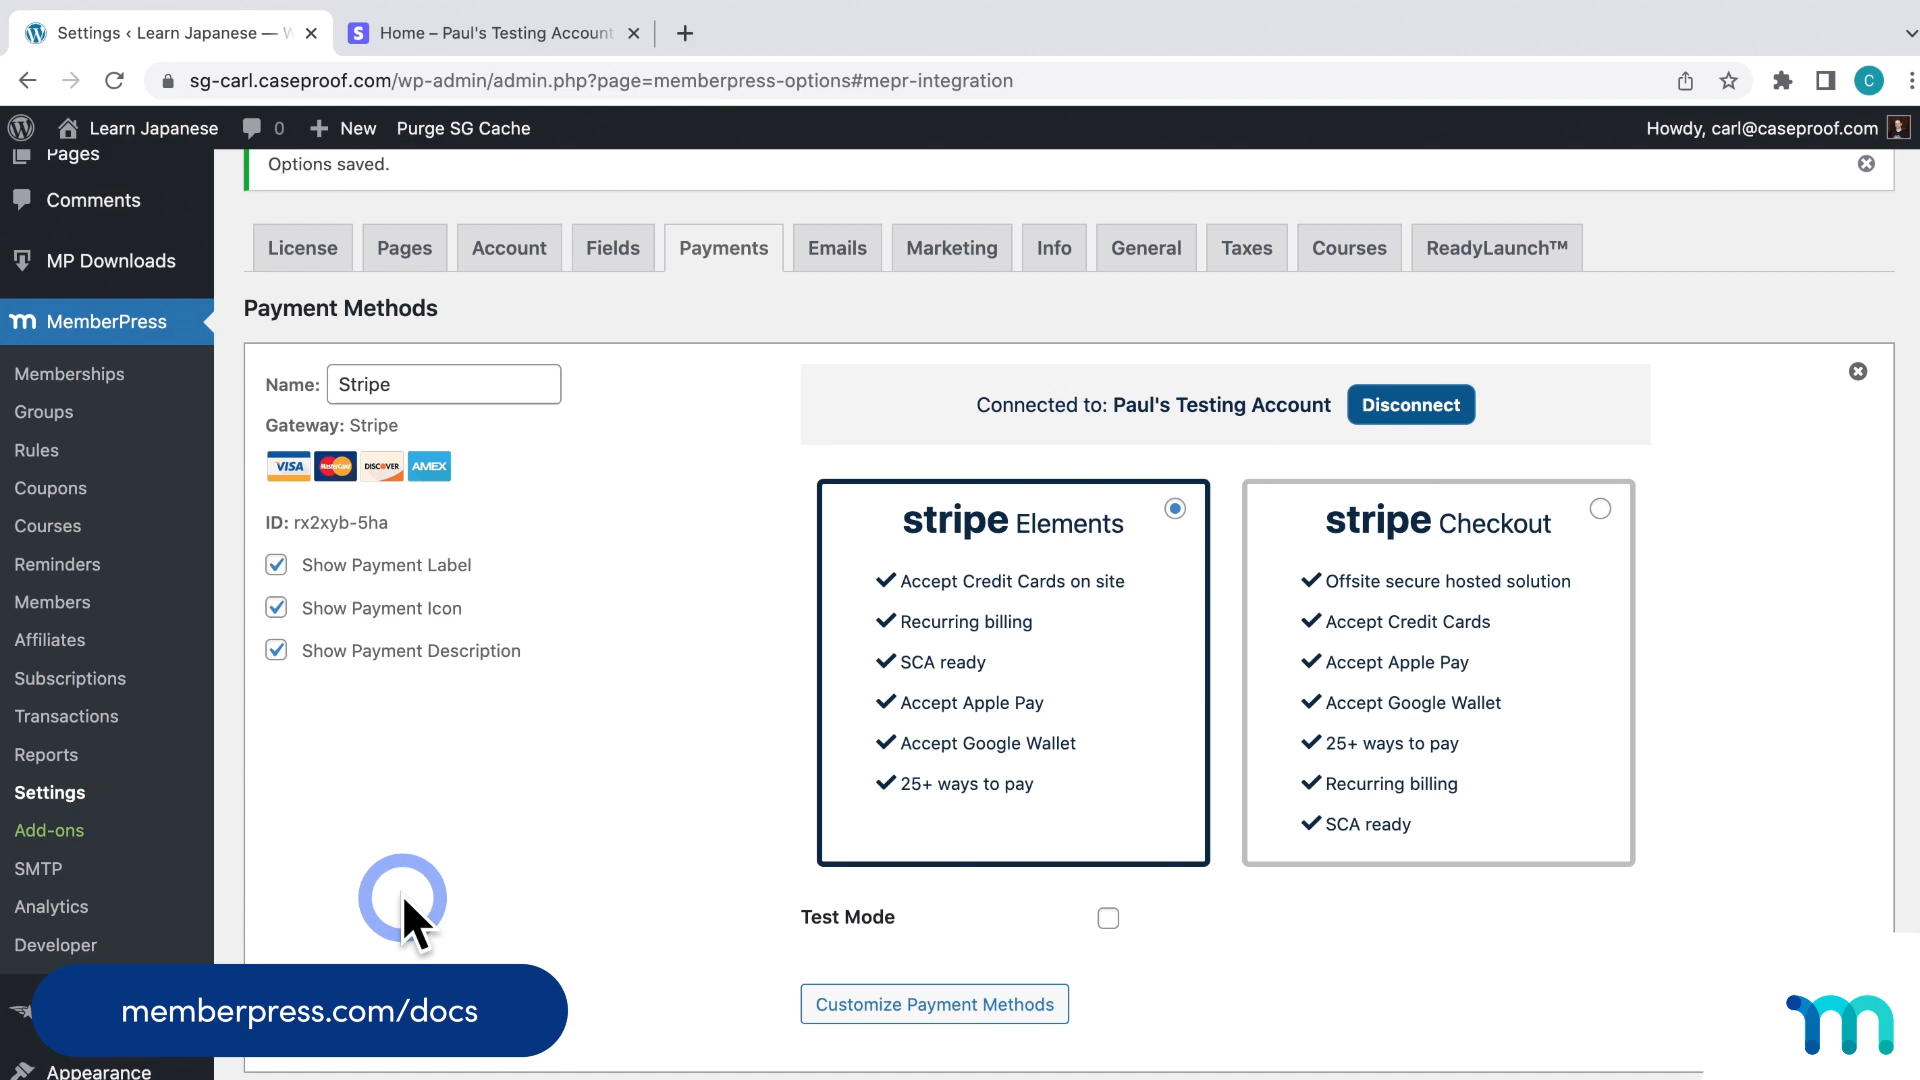 Settings ‹ Learn Japanese —
Home – Paul's Testing Account
sg-carl.caseproof.com/wp-admin/admin.php?page=memberpress-options#mepr-integration
C
Learn Japanese
0
New
Purge SG Cache
Howdy, carl@caseproof.com
Pages
Comments
MP Downloads
MemberPress
Memberships
Groups
Rules
Coupons
Courses
Reminders
Members
Affiliates
Subscriptions
Transactions
Reports
Settings
Add-ons
SMTP
Analytics
Developer
Appearance
Options saved.
License
Pages
Account
Fields
Payments
Emails
Marketing
Info
General
Taxes
Courses
ReadyLaunch™
Payment Methods
Name: Stripe
Gateway: Stripe
VISA MasterCard DISCOVER AMEX
ID: rx2xyb-5ha
Show Payment Label
Show Payment Icon
Show Payment Description
Connected to: Paul's Testing Account Disconnect
stripe Elements
Accept Credit Cards on site
Recurring billing
SCA ready
Accept Apple Pay
Accept Google Wallet
25+ ways to pay
stripe Checkout
Offsite secure hosted solution
Accept Credit Cards
Accept Apple Pay
Accept Google Wallet
25+ ways to pay
Recurring billing
SCA ready
Test Mode
Customize Payment Methods
memberpress.com/docs